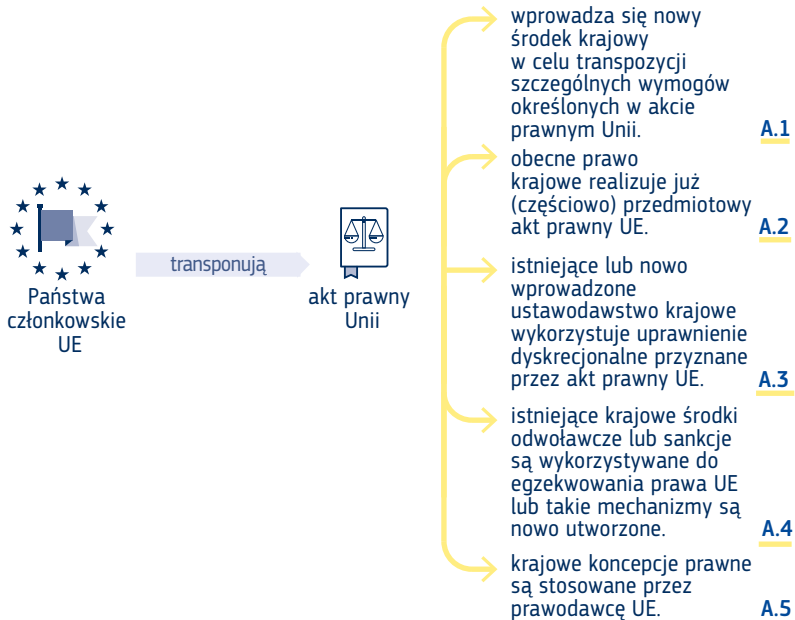 Państwa
członkowskie
UE
transponują
akt prawny
Unii
wprowadza się nowy
środek krajowy
w celu transpozycji
szczególnych wymogów
określonych w akcie
prawnym Unii.
A.1
obecne prawo
krajowe realizuje już
(częściowo) przedmiotowy
akt prawny UE.
A.2
istniejące lub nowo
wprowadzone
ustawodawstwo krajowe
wykorzystuje uprawnienie
dyskrecjonalne przyznane
przez akt prawny UE.
A.3
istniejące krajowe środki
odwoławcze lub sankcje
są wykorzystywane do
egzekwowania prawa UE
lub takie mechanizmy są
nowo utworzone.
A.4
krajowe koncepcje prawne
są stosowane przez
prawodawcę UE.
A.5